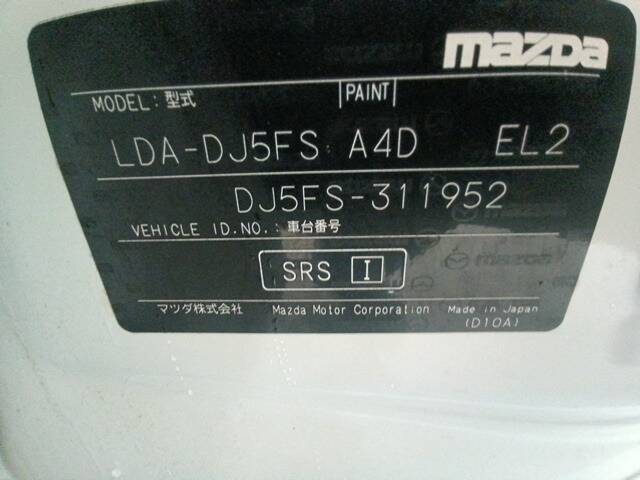 mazda
MODEL: 型式 PAINT
LDA-DJ5FS A4D EL2
DJ5FS-311952
VEHICLE ID.NO.: 車台番号
SRS I
マツダ株式会社 Mazda Motor Corporation Made in Japan
(D10A)
mazda